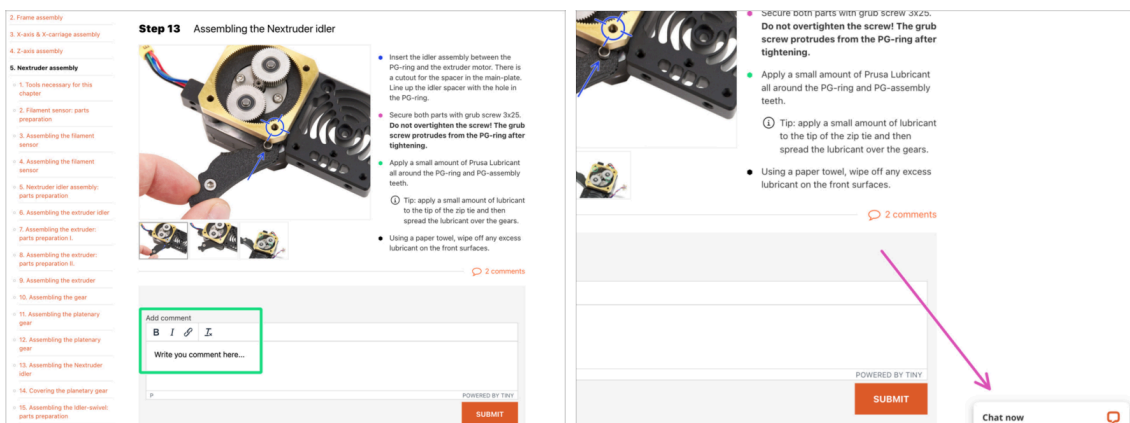 2. Frame assembly
3. X-axis & X-carriage assembly
4. Z-axis assembly
5. Nextruder assembly
1. Tools necessary for this
chapter
2. Filament sensor: parts
preparation
3. Assembling the filament
sensor
4. Assembling the filament
sensor
5. Nextruder idler assembly:
parts preparation
6. Assembling the extruder idler
7. Assembling the extruder:
parts preparation I.
8. Assembling the extruder:
parts preparation II.
9. Assembling the extruder
10. Assembling the gear
11. Assembling the platenary
gear
12. Assembling the platenary
gear
13. Assembling the Nextruder
idler
14. Covering the planetary gear
15. Assembling the Idler-swivel:
parts preparation
Step 13 Assembling the Nextruder idler
Insert the idler assembly between the
PG-ring and the extruder motor. There is
a cutout for the spacer in the main-plate.
Line up the idler spacer with the hole in
the PG-ring.
Secure both parts with grub screw 3x25.
Do not overtighten the screw! The grub
screw protrudes from the PG-ring after
tightening.
Apply a small amount of Prusa Lubricant
all around the PG-ring and PG-assembly
teeth.
Tip: apply a small amount of lubricant
to the tip of the zip tie and then
spread the lubricant over the gears.
Using a paper towel, wipe off any excess
lubricant on the front surfaces.
2 comments
Add comment
B I
Write you comment here...
P
POWERED BY TINY
SUBMIT
Secure both parts with grub screw 3x25.
Do not overtighten the screw! The grub
screw protrudes from the PG-ring after
tightening.
Apply a small amount of Prusa Lubricant
all around the PG-ring and PG-assembly
teeth.
Tip: apply a small amount of lubricant
to the tip of the zip tie and then
spread the lubricant over the gears.
Using a paper towel, wipe off any excess
lubricant on the front surfaces.
2 comments
POWERED BY TINY
SUBMIT
Chat now